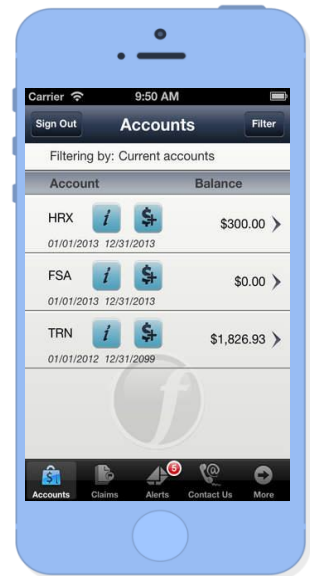 Carrier 9:50 AM
Sign Out Accounts Filter
Filtering by: Current accounts
Account Balance
HRX i $ $300.00
01/01/2013 12/31/2013
FSA i $ $0.00
01/01/2013 12/31/2013
TRN i $ $1,826.93
01/01/2012 12/31/2099
f
5
$
Accounts Claims Alerts Contact Us More